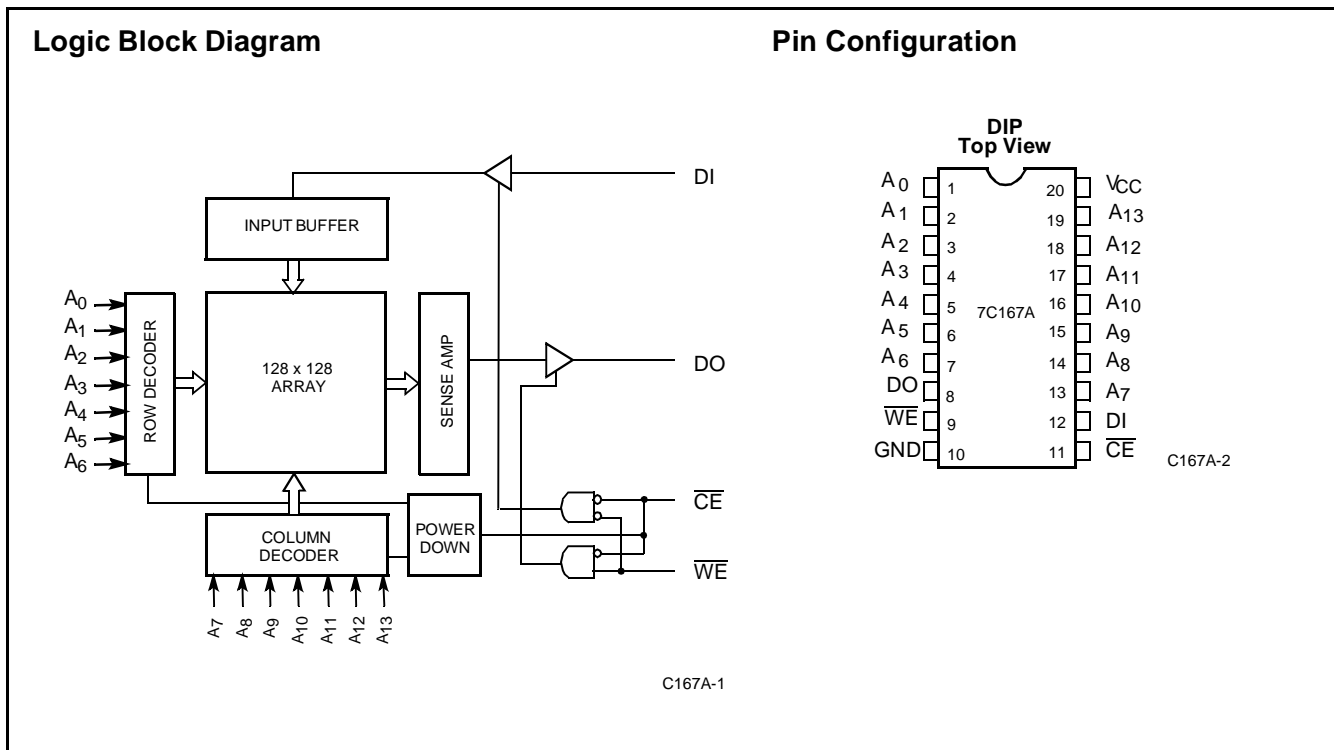 Logic Block Diagram
DI
INPUT BUFFER
A0
A1
A2
A3
A4
A5
A6
ROW DECODER
128 x 128
ARRAY
SENSE AMP
DO
COLUMN
DECODER
POWER
DOWN
CE
WE
A7
A8
A9
A10
A11
A12
A13
C167A-1
Pin Configuration
DIP
Top View
A0 1 20 VCC
A1 2 19 A13
A2 3 18 A12
A3 4 17 A11
A4 5 16 A10
7C167A
A5 6 15 A9
A6 7 14 A8
DO 8 13 A7
WE 9 12 DI
GND 10 11 CE
C167A-2